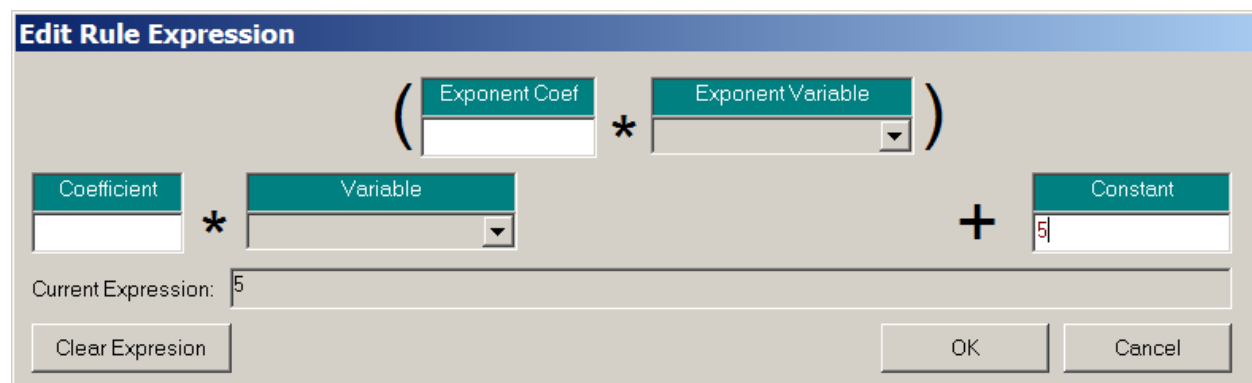 Edit Rule Expression
( Exponent Coef * Exponent Variable )
Coefficient * Variable + Constant
5
Current Expression: 5
Clear Expresion OK Cancel